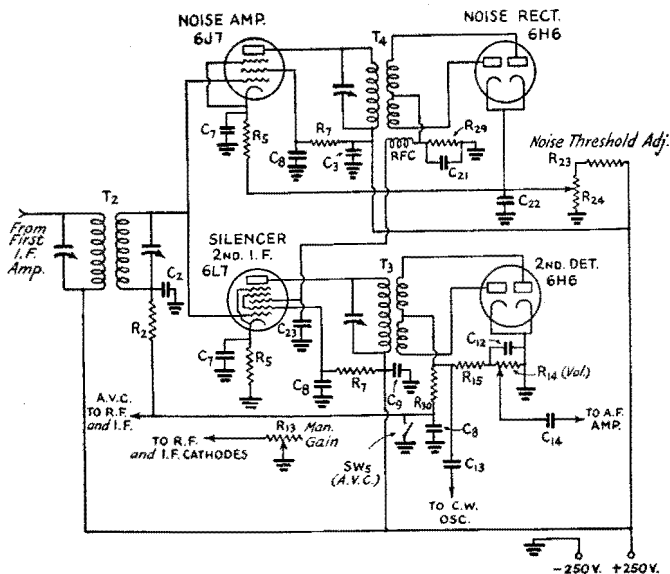 NOISE AMP.
6J7
T4
NOISE RECT.
6H6
C7
R5
C8
R7
C3
RFC
R29
C21
Noise Threshold Adj.
R23
R24
C22
T2
From
First
I.F.
Amp.
C2
R2
SILENCER
2ND. I.F.
6L7
T3
2ND. DET.
6H6
C23
C7
R5
C8
R7
C9
R30
C12
R15
R14 (Vol.)
C14
TO A.F.
AMP.
A.V.C.
TO R.F.
and I.F.
R13 Man.
Gain
TO R.F.
and I.F. CATHODES
SW5
(A.V.C.)
C8
C13
TO C.W.
OSC.
-250V. +250V.